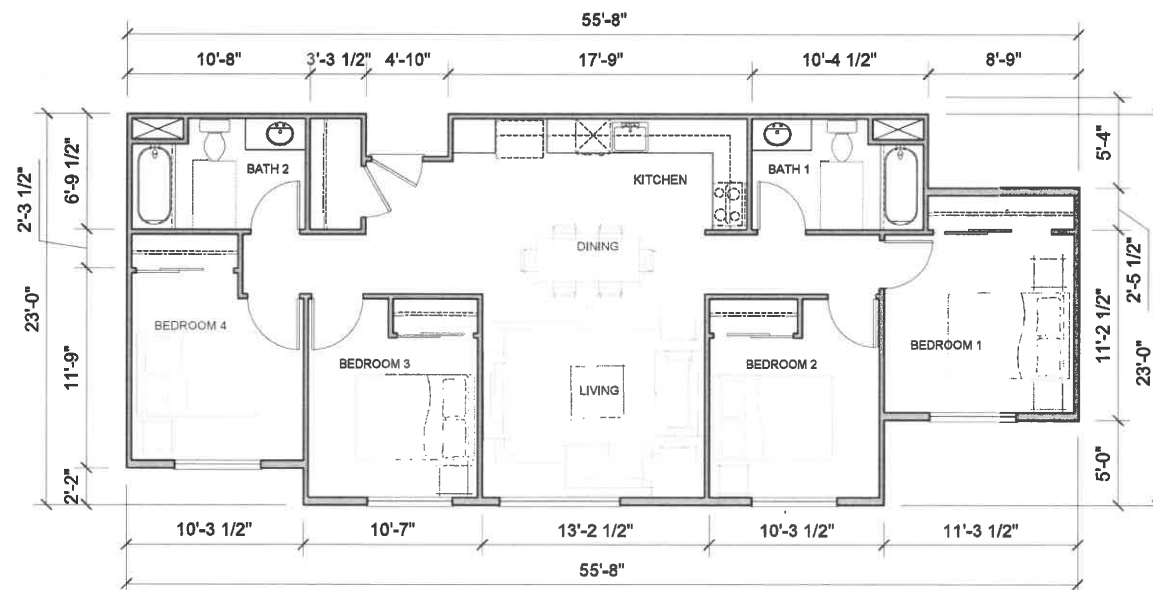 55'-8"
10'-8"
3'-3 1/2"
4'-10"
17'-9"
10'-4 1/2"
8'-9"
2'-3 1/2"
6'-9 1/2"
23'-0"
11'-9"
2'-2"
BATH 2
KITCHEN
BATH 1
DINING
BEDROOM 4
BEDROOM 3
LIVING
BEDROOM 2
BEDROOM 1
5'-4"
2'-5 1/2"
11'-2 1/2"
23'-0"
5'-0"
10'-3 1/2"
10'-7"
13'-2 1/2"
10'-3 1/2"
11'-3 1/2"
55'-8"